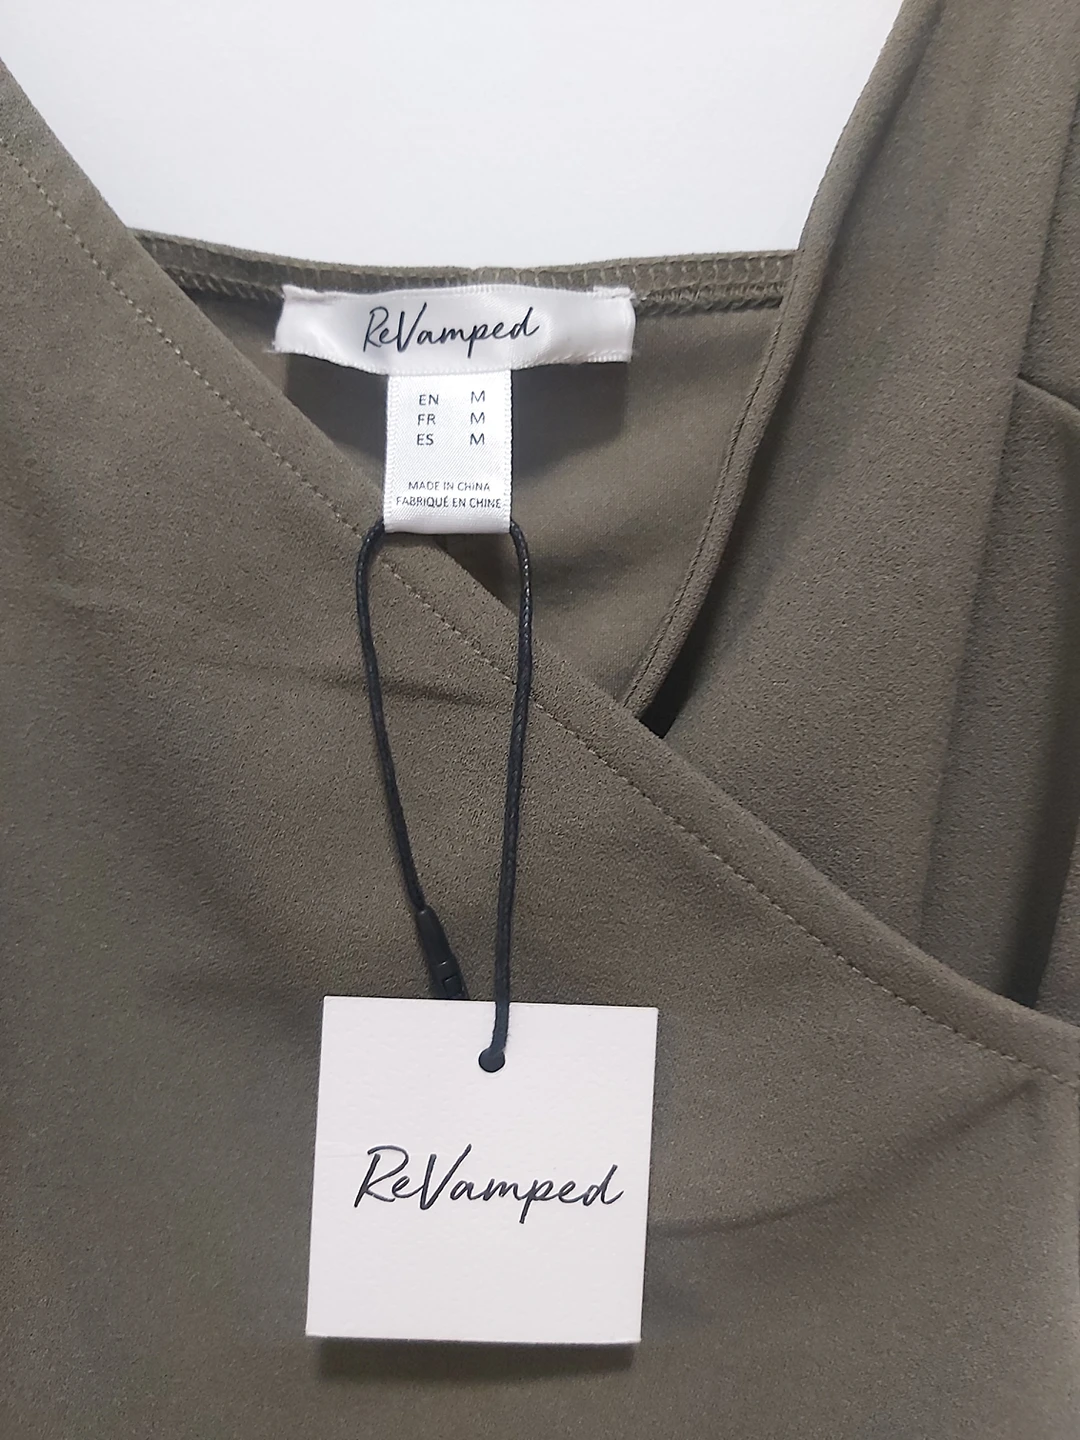 ReVamped
EN M
FR M
ES M
MADE IN CHINA
FABRIQUÉ EN CHINE
ReVamped